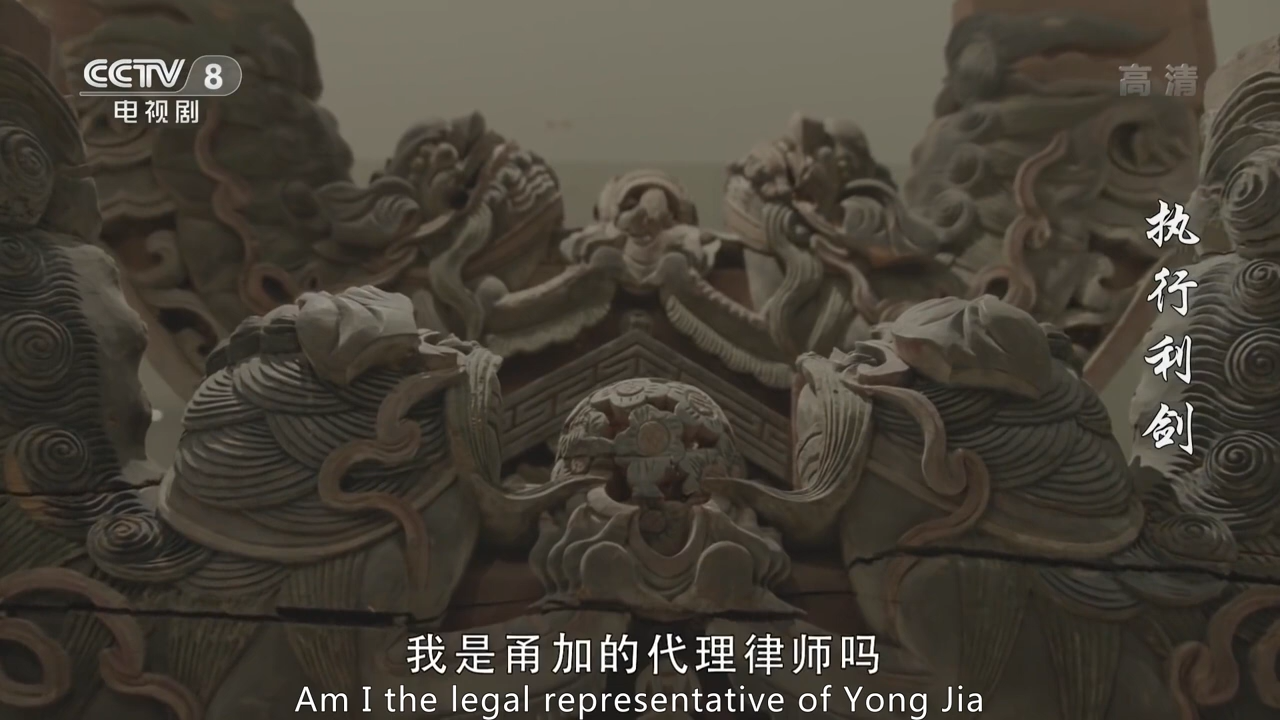 CCTV 8
电视剧
高清
执行利剑
我是甬加的代理律师吗
Am I the legal representative of Yong Jia